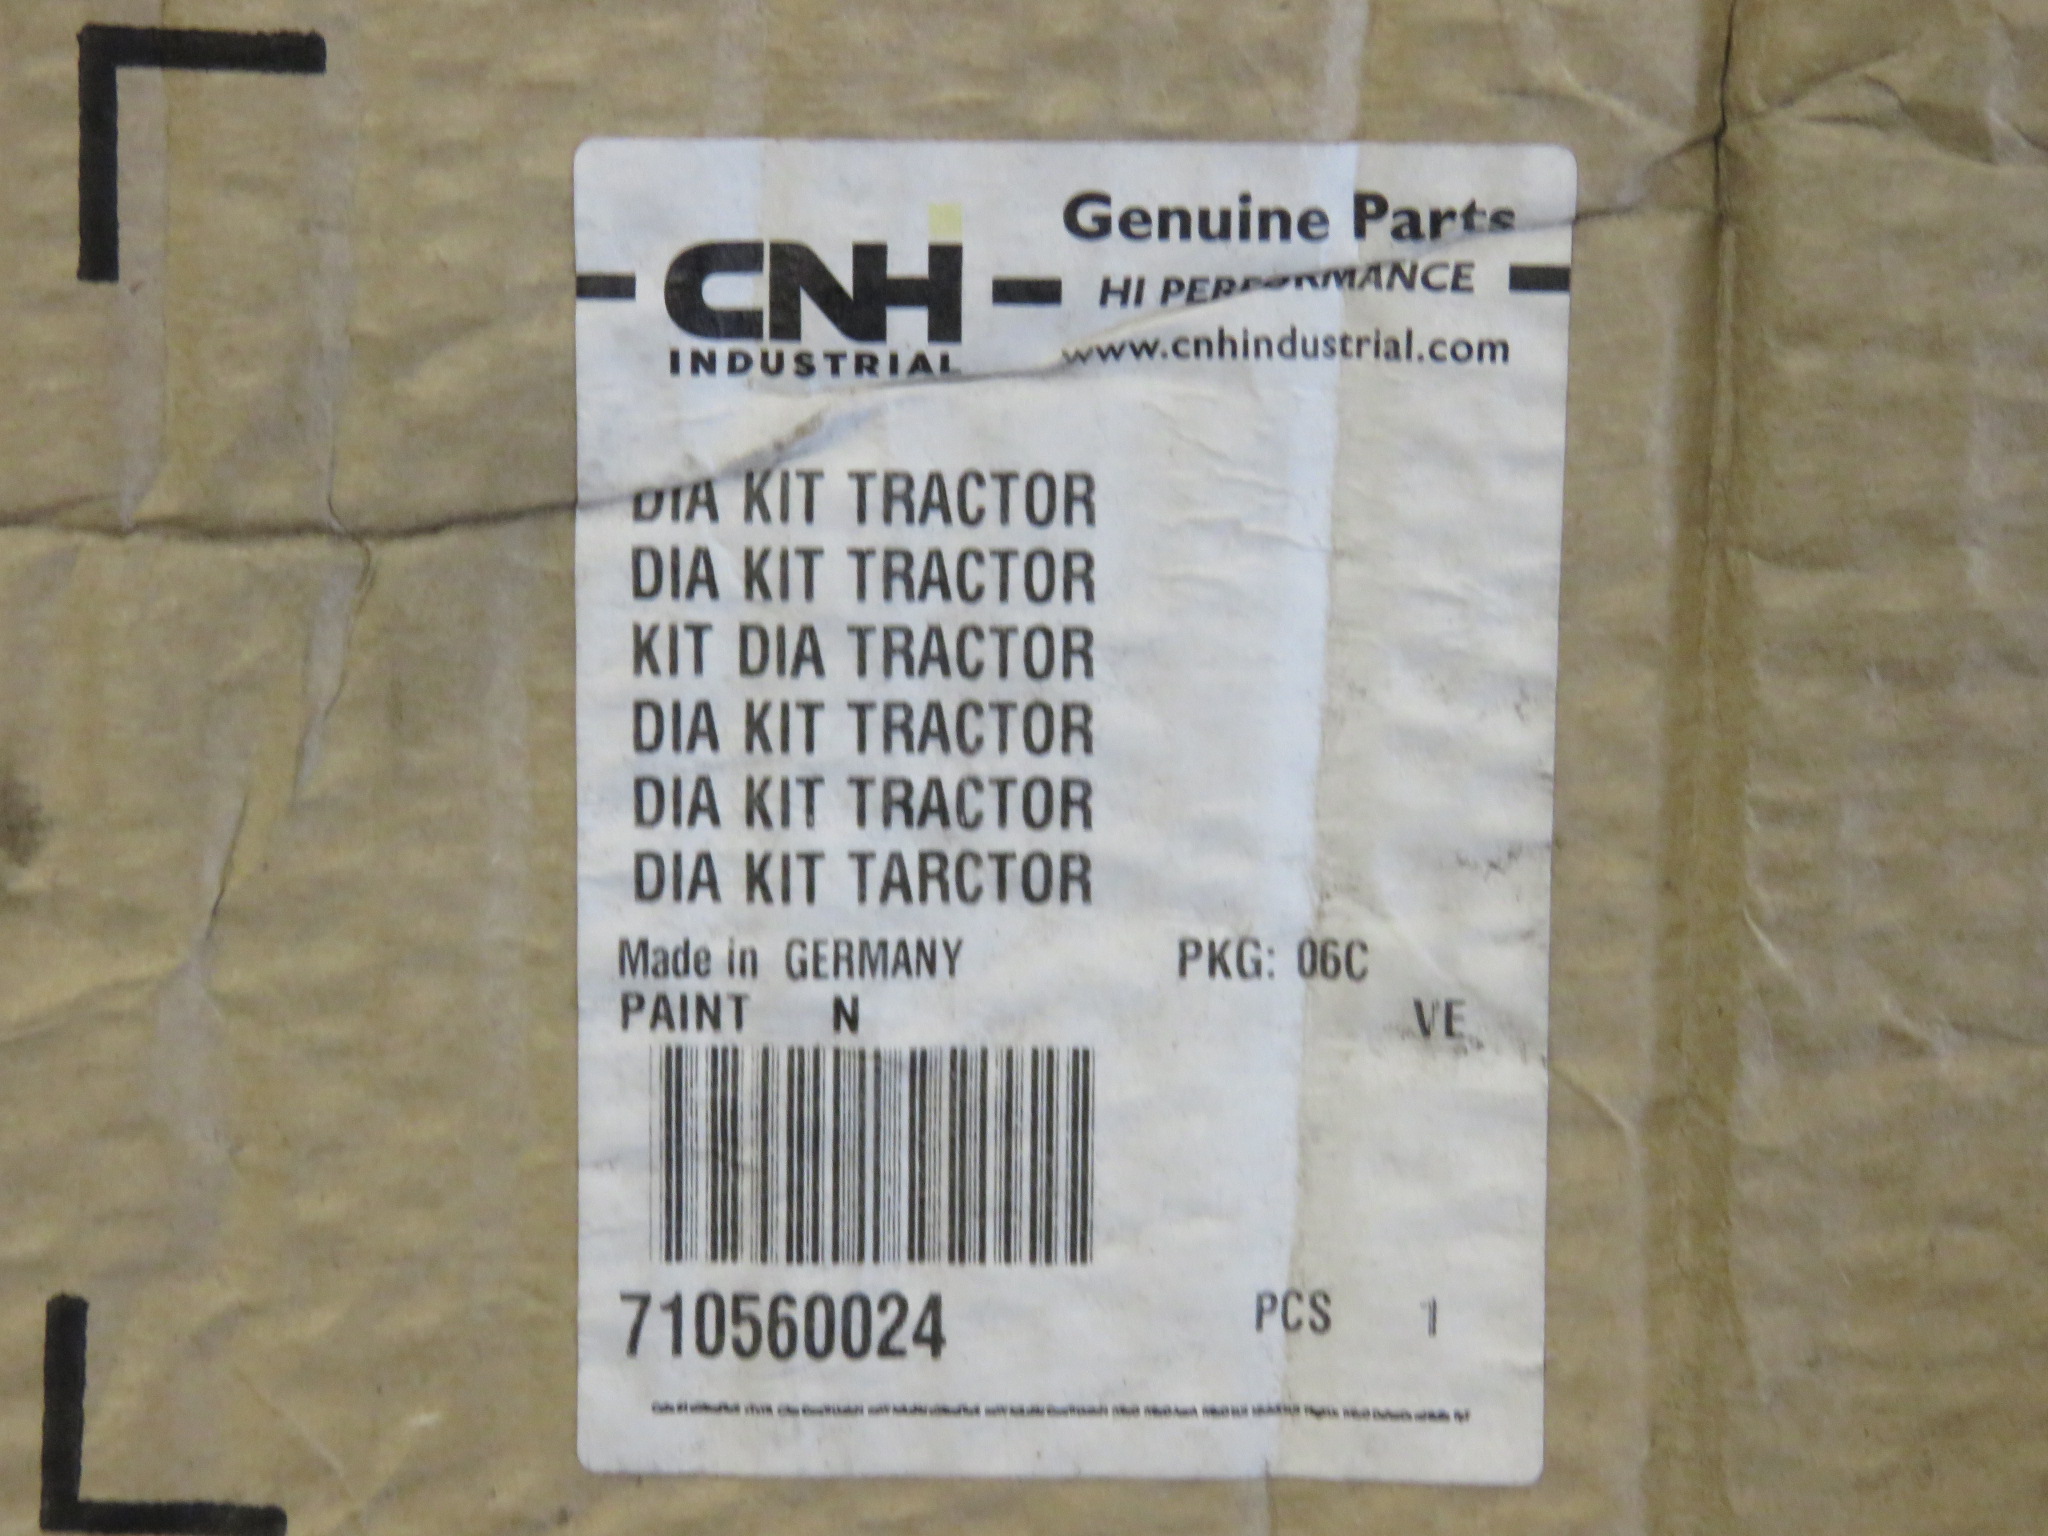 CNH
INDUSTRIAL
Genuine Parts
HI PERFORMANCE
www.cnhindustrial.com
DIA KIT TRACTOR
DIA KIT TRACTOR
KIT DIA TRACTOR
DIA KIT TRACTOR
DIA KIT TRACTOR
DIA KIT TARCTOR
Made in GERMANY PKG: 06C
PAINT N VE
710560024 PCS 1